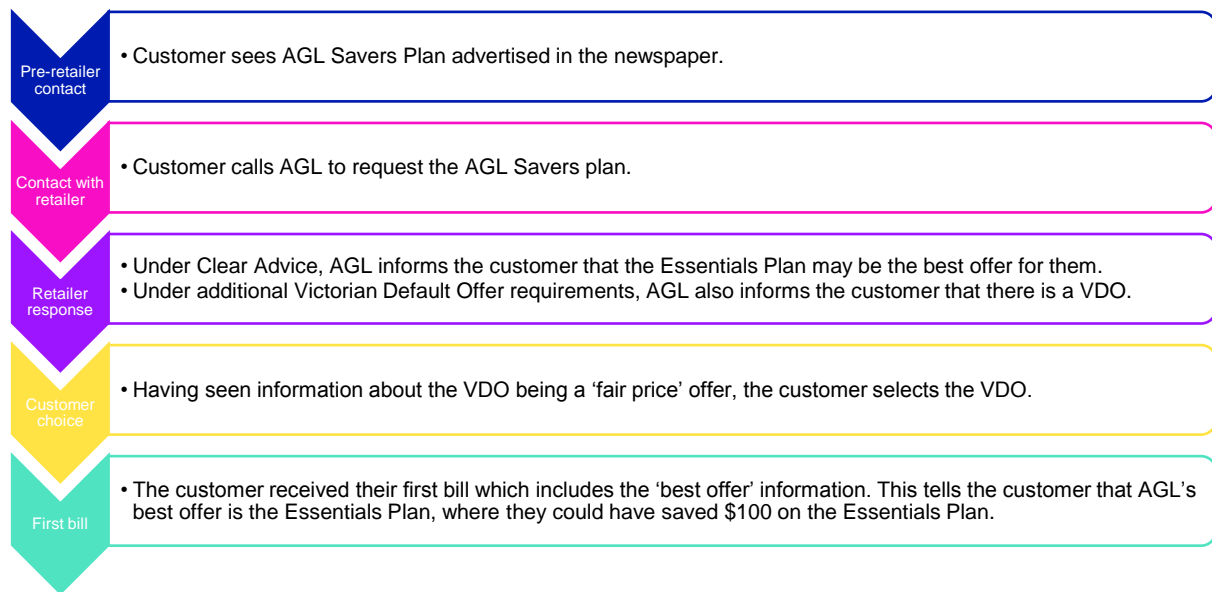 Pre-retailer
contact
• Customer sees AGL Savers Plan advertised in the newspaper.
Contact with
retailer
• Customer calls AGL to request the AGL Savers plan.
Retailer
response
• Under Clear Advice, AGL informs the customer that the Essentials Plan may be the best offer for them.
• Under additional Victorian Default Offer requirements, AGL also informs the customer that there is a VDO.
Customer
choice
• Having seen information about the VDO being a ‘fair price’ offer, the customer selects the VDO.
First bill
• The customer received their first bill which includes the ‘best offer’ information. This tells the customer that AGL’s
best offer is the Essentials Plan, where they could have saved $100 on the Essentials Plan.